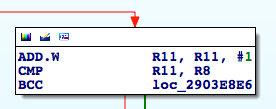 ADD.W R11, R11, #1
CMP R11, R8
BCC loc_2903E8E6